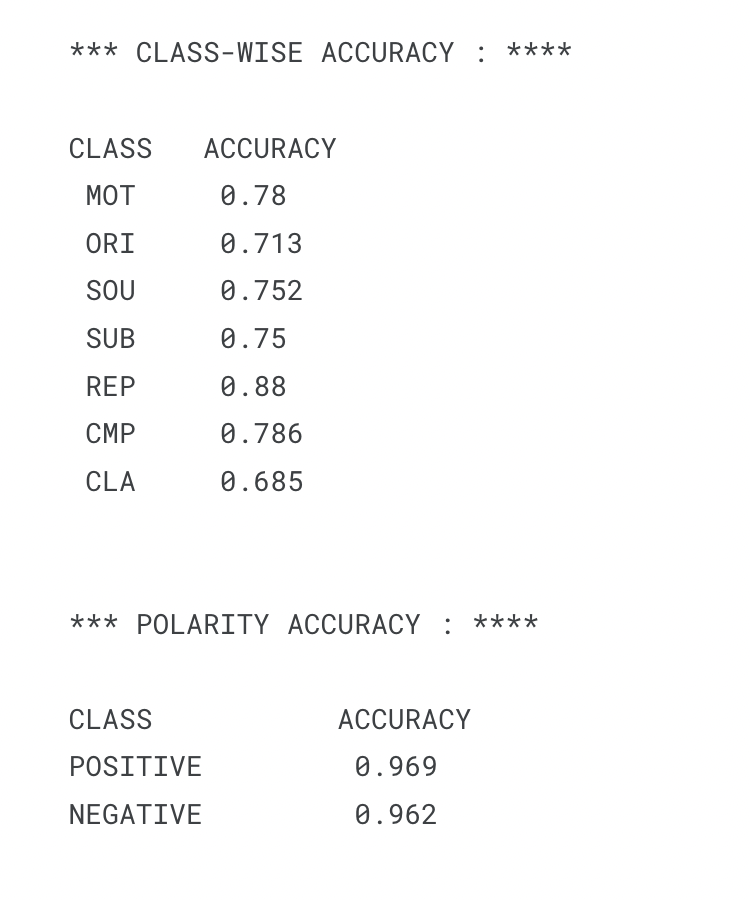 *** CLASS-WISE ACCURACY : ****
CLASS ACCURACY
MOT 0.78
ORI 0.713
SOU 0.752
SUB 0.75
REP 0.88
CMP 0.786
CLA 0.685
*** POLARITY ACCURACY : ****
CLASS ACCURACY
POSITIVE 0.969
NEGATIVE 0.962